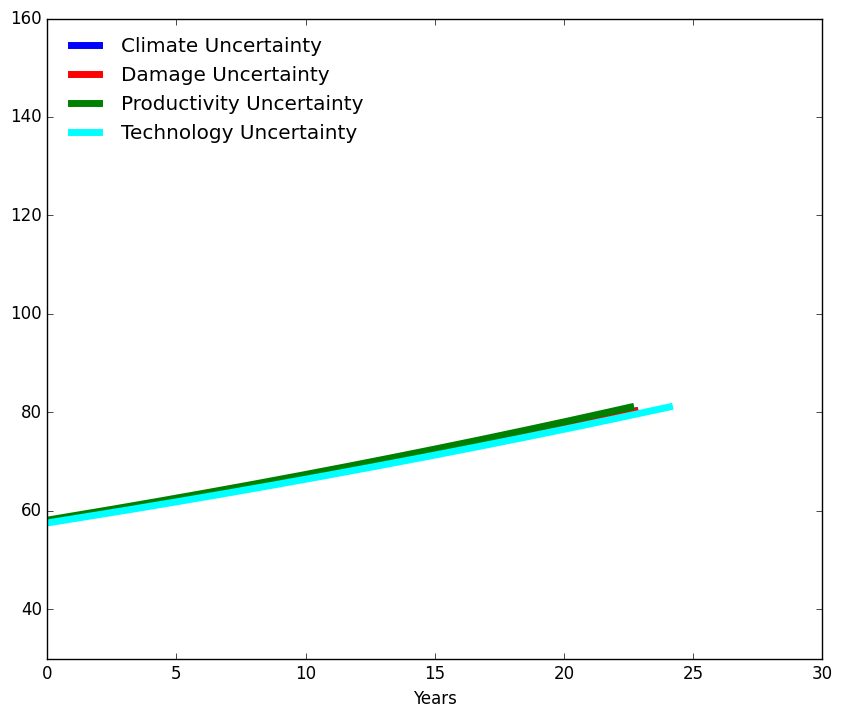 160
140
120
100
80
60
40
Climate Uncertainty
Damage Uncertainty
Productivity Uncertainty
Technology Uncertainty
0 5 10 15 20 25 30
Years